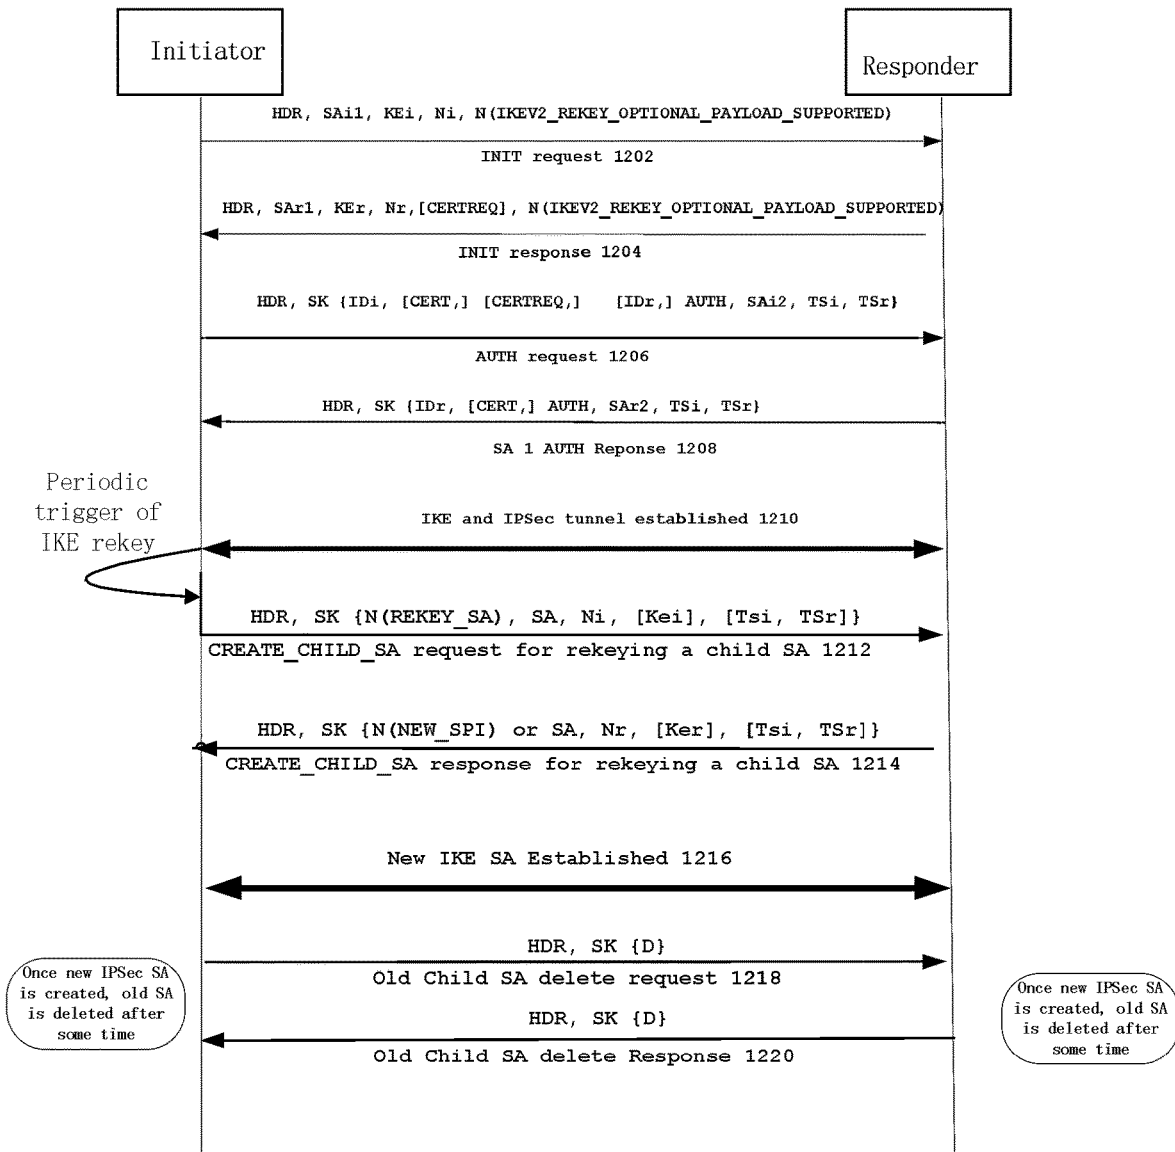 Initiator
Responder
HDR, SAi1, KEi, Ni, N(IKEV2_REKEY_OPTIONAL_PAYLOAD_SUPPORTED)
INIT request 1202
HDR, SAr1, KEr, Nr,[CERTREQ], N(IKEV2_REKEY_OPTIONAL_PAYLOAD_SUPPORTED)
INIT response 1204
HDR, SK {IDi, [CERT,] [CERTREQ,] [IDr,] AUTH, SAi2, TSi, TSr}
AUTH request 1206
HDR, SK {IDr, [CERT,] AUTH, SAr2, TSi, TSr}
SA 1 AUTH Reponse 1208
Periodic
trigger of
IKE rekey
IKE and IPSec tunnel established 1210
HDR, SK {N(REKEY_SA), SA, Ni, [Kei], [Tsi, TSr]}
CREATE_CHILD_SA request for rekeying a child SA 1212
HDR, SK {N(NEW_SPI) or SA, Nr, [Ker], [Tsi, TSr]}
CREATE_CHILD_SA response for rekeying a child SA 1214
New IKE SA Established 1216
HDR, SK {D}
Old Child SA delete request 1218
Once new IPSec SA
is created, old SA
is deleted after
some time
HDR, SK {D}
Old Child SA delete Response 1220
Once new IPSec SA
is created, old SA
is deleted after
some time